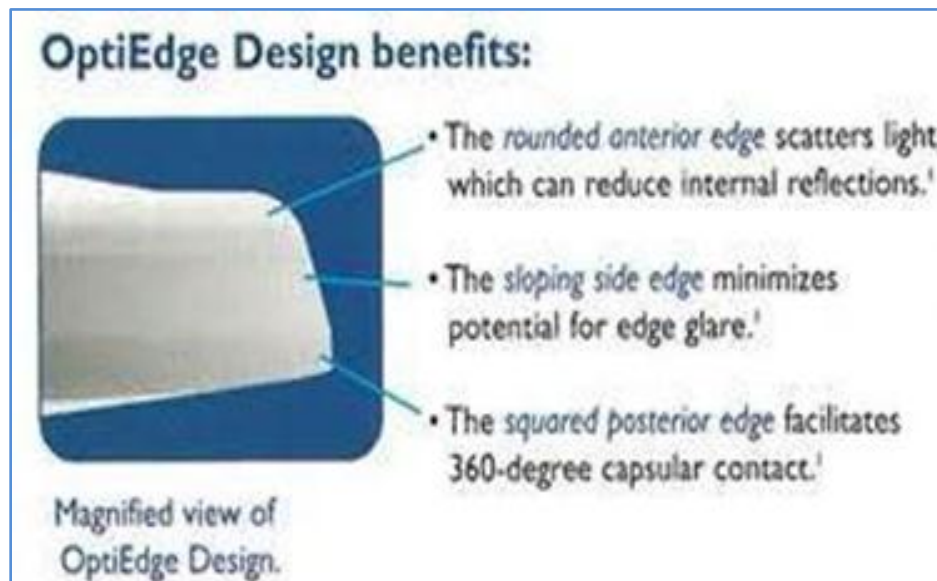 OptiEdge Design benefits:
• The rounded anterior edge scatters light
which can reduce internal reflections.¹
• The sloping side edge minimizes
potential for edge glare.¹
• The squared posterior edge facilitates
360-degree capsular contact.¹
Magnified view of
OptiEdge Design.